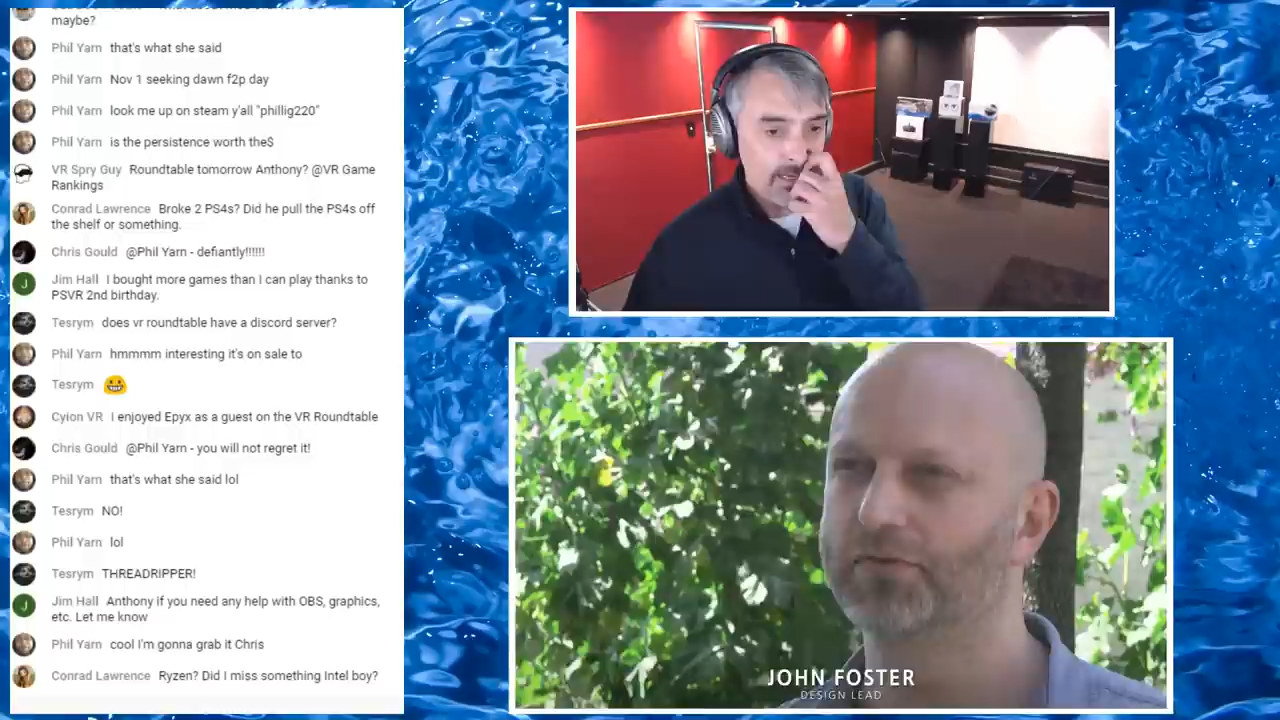 maybe?
Phil Yarn that's what she said
Phil Yarn Nov 1 seeking dawn f2p day
Phil Yarn look me up on steam y'all "phillig220"
Phil Yarn is the persistence worth the$
VR Spry Guy Roundtable tomorrow Anthony? @VR Game
Rankings
Conrad Lawrence Broke 2 PS4s? Did he pull the PS4s off
the shelf or something.
Chris Gould @Phil Yarn - defiantly!!!!!!
J Jim Hall I bought more games than I can play thanks to
PSVR 2nd birthday.
Tesrym does vr roundtable have a discord server?
Phil Yarn hmmmm interesting it's on sale to
Tesrym
Cyion VR I enjoyed Epyx as a guest on the VR Roundtable
Chris Gould @Phil Yarn - you will not regret it!
Phil Yarn that's what she said lol
Tesrym NO!
Phil Yarn lol
Tesrym THREADRIPPER!
J Jim Hall Anthony if you need any help with OBS, graphics,
etc. Let me know
Phil Yarn cool I'm gonna grab it Chris
Conrad Lawrence Ryzen? Did I miss something Intel boy?
JOHN FOSTER
DESIGN LEAD